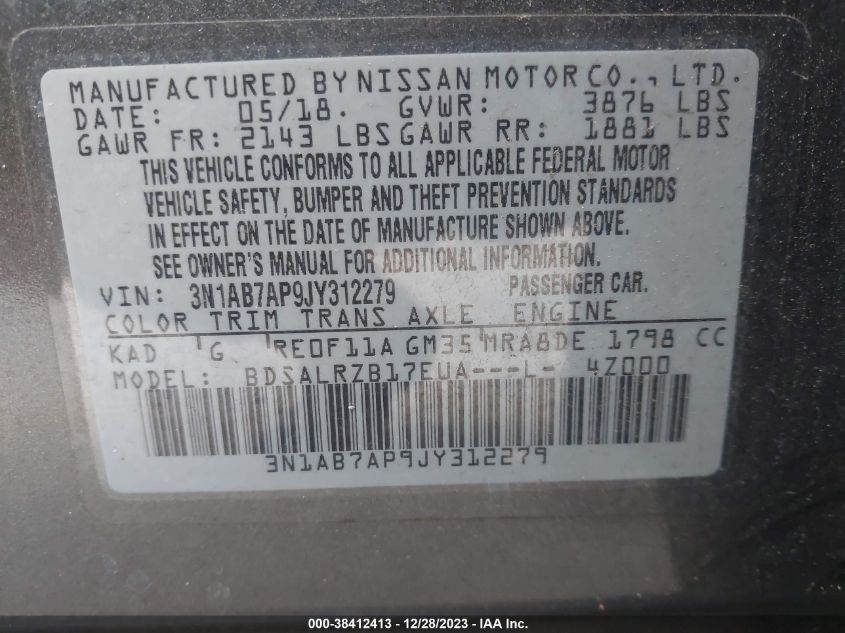 MANUFACTURED BY NISSAN MOTOR CO., LTD.
DATE: 05/18. GVWR: 3876 LBS
GAWR FR: 2143 LBS GAWR RR: 1881 LBS
THIS VEHICLE CONFORMS TO ALL APPLICABLE FEDERAL MOTOR
VEHICLE SAFETY, BUMPER AND THEFT PREVENTION STANDARDS
IN EFFECT ON THE DATE OF MANUFACTURE SHOWN ABOVE.
SEE OWNER'S MANUAL FOR ADDITIONAL INFORMATION.
VIN: 3N1AB7AP9JY312279 PASSENGER CAR.
COLOR TRIM TRANS AXLE ENGINE
KAD G RE0F11A GM35 MRA8DE 1798 CC
MODEL: BDSALRZB17EUA---L- 4Z000
3N1AB7AP9JY312279
000-38412413 - 12/28/2023 - IAA Inc.